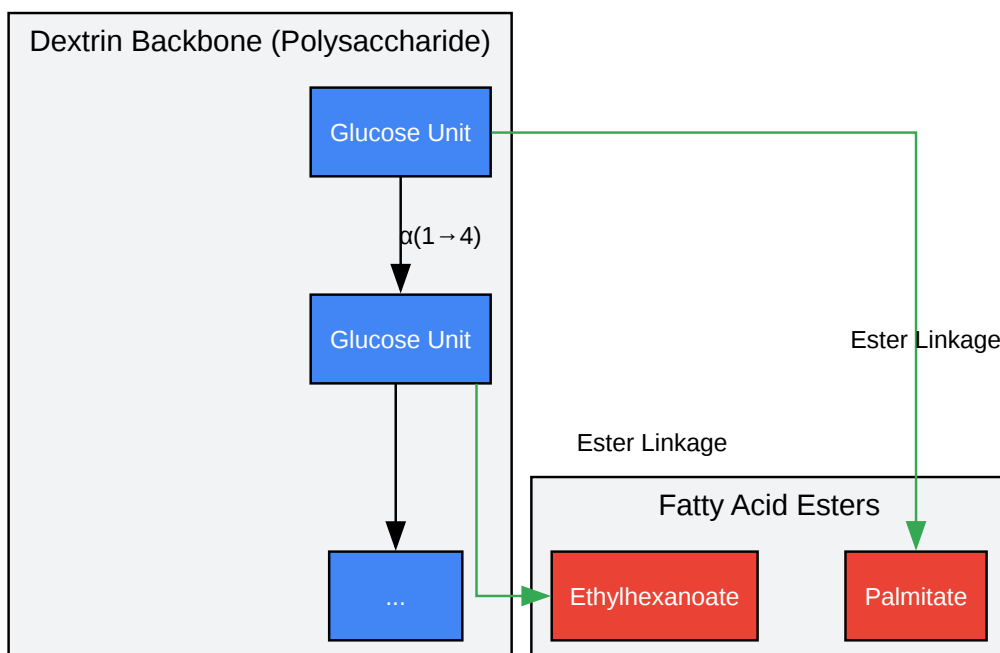 Dextrin Backbone (Polysaccharide)
Glucose Unit
α(1→4)
Glucose Unit
Ester Linkage
Ester Linkage
Fatty Acid Esters
...
Ethylhexanoate
Palmitate